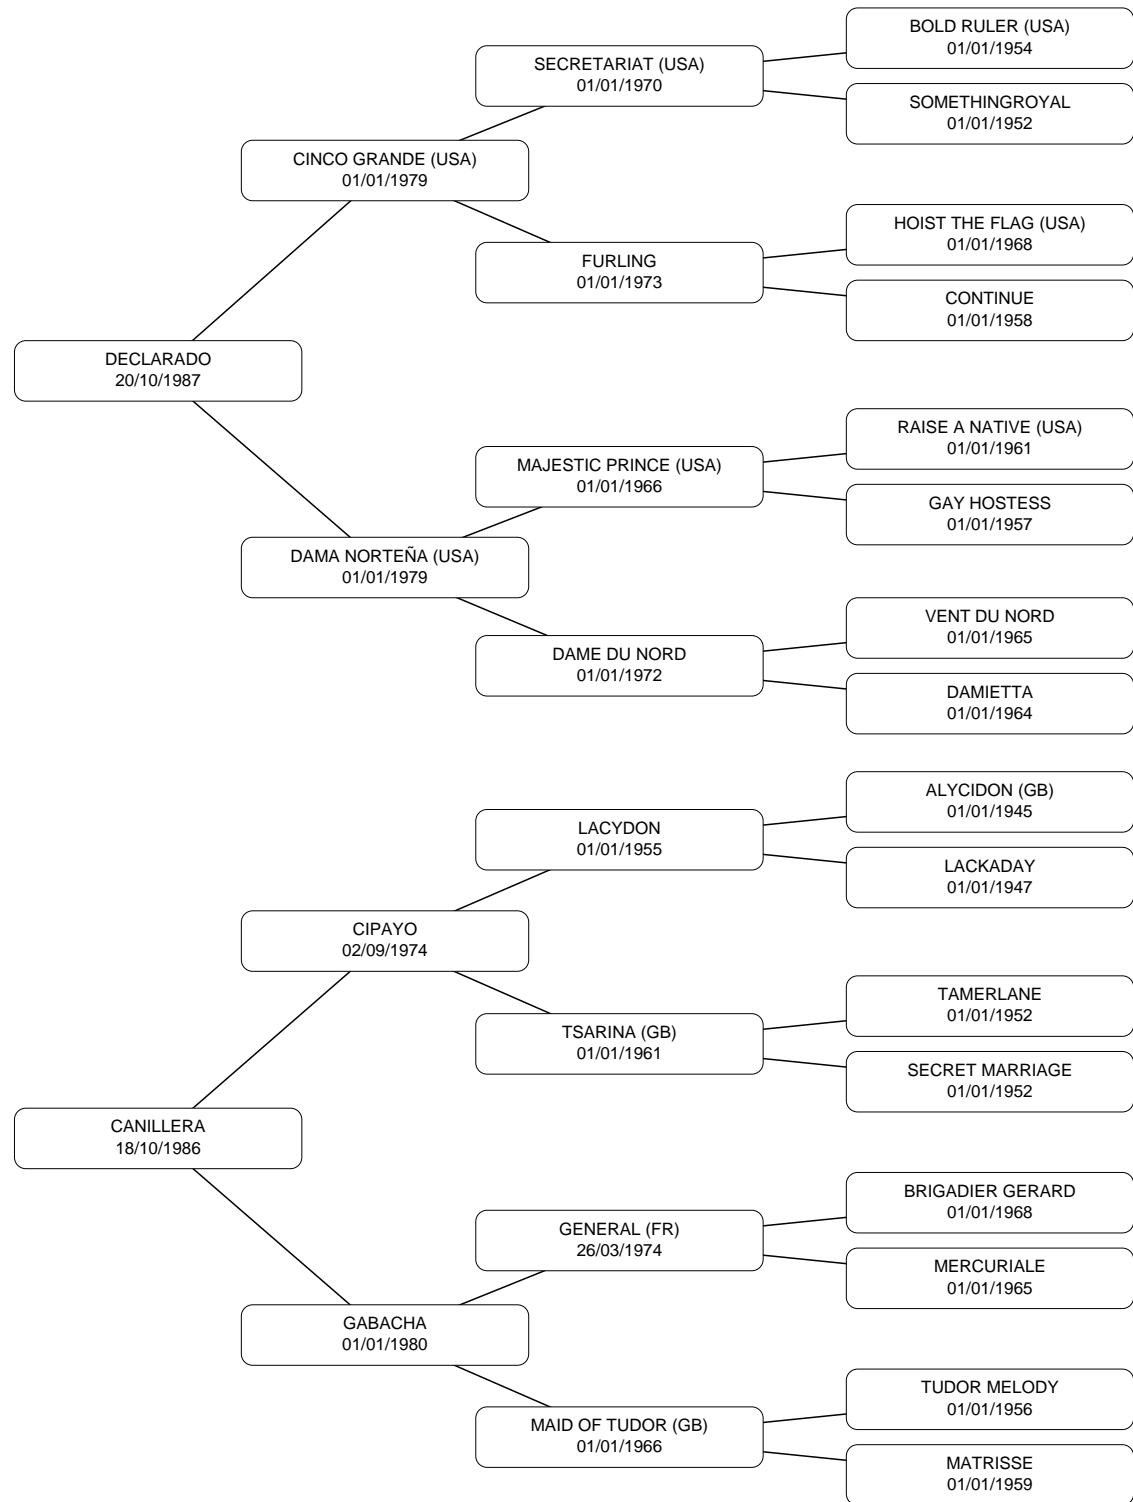 BOLD RULER (USA)
01/01/1954
SECRETARIAT (USA)
01/01/1970
SOMETHINGROYAL
01/01/1952
CINCO GRANDE (USA)
01/01/1979
HOIST THE FLAG (USA)
01/01/1968
FURLING
01/01/1973
CONTINUE
01/01/1958
DECLARADO
20/10/1987
RAISE A NATIVE (USA)
01/01/1961
MAJESTIC PRINCE (USA)
01/01/1966
GAY HOSTESS
01/01/1957
DAMA NORTEÑA (USA)
01/01/1979
VENT DU NORD
01/01/1965
DAME DU NORD
01/01/1972
DAMIETTA
01/01/1964
ALYCIDON (GB)
01/01/1945
LACYDON
01/01/1955
LACKADAY
01/01/1947
CIPAYO
02/09/1974
TAMERLANE
01/01/1952
TSARINA (GB)
01/01/1961
SECRET MARRIAGE
01/01/1952
CANILLERA
18/10/1986
BRIGADIER GERARD
01/01/1968
GENERAL (FR)
26/03/1974
MERCURIALE
01/01/1965
GABACHA
01/01/1980
TUDOR MELODY
01/01/1956
MAID OF TUDOR (GB)
01/01/1966
MATRISSE
01/01/1959